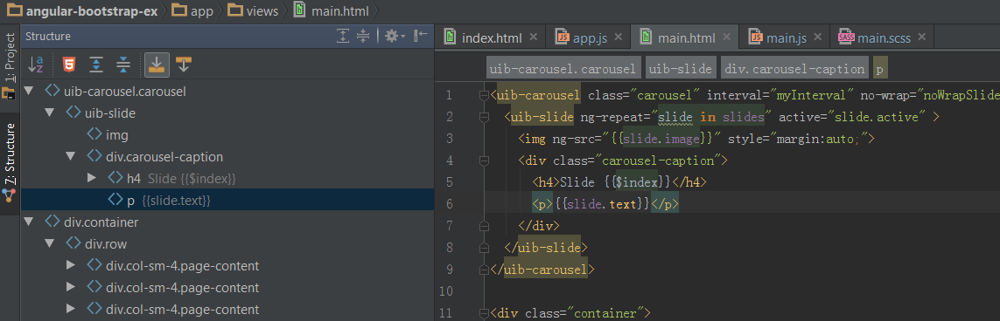 angular-bootstrap-ex app views main.html
1: Project
Z: Structure
Structure
uib-carousel.carousel
uib-slide
img
div.carousel-caption
h4 Slide {{$index}}
p {{slide.text}}
div.container
div.row
div.col-sm-4.page-content
div.col-sm-4.page-content
div.col-sm-4.page-content
index.html app.js main.html main.js main.scss
uib-carousel.carousel uib-slide div.carousel-caption p
1 <uib-carousel class="carousel" interval="myInterval" no-wrap="noWrapSlide
2 <uib-slide ng-repeat="slide in slides" active="slide.active" >
3 <img ng-src="{{slide.image}}" style="margin:auto;">
4 <div class="carousel-caption">
5 <h4>Slide {{$index}}</h4>
6 <p>{{slide.text}}</p>
7 </div>
8 </uib-slide>
9 </uib-carousel>
10
11 <div class="container">